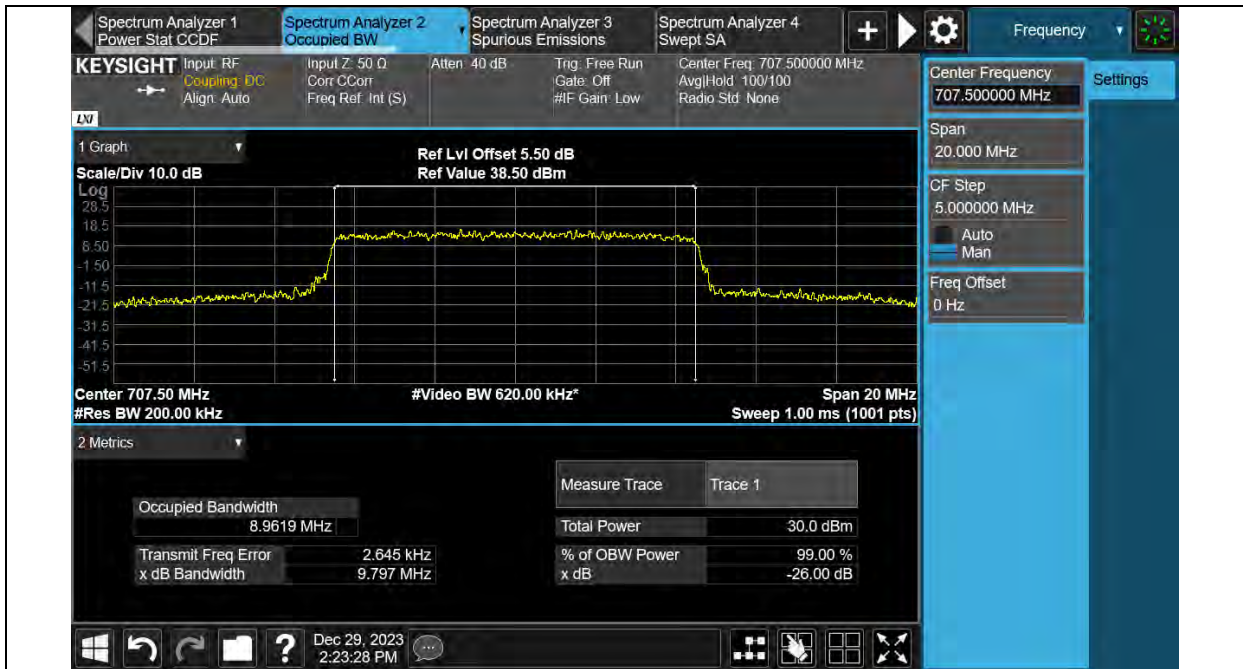 Spectrum Analyzer 1
Power Stat CCDF
Spectrum Analyzer 2
Occupied BW
Spectrum Analyzer 3
Spurious Emissions
Spectrum Analyzer 4
Swept SA
+
Frequency
KEYSIGHT
Input: RF
Coupling: DC
Align: Auto
Input Z: 50 Ω
Corr CCorr
Freq Ref: Int (S)
Atten: 40 dB
Trig: Free Run
Gate: Off
#IF Gain: Low
Center Freq: 707.500000 MHz
Avg|Hold: 100/100
Radio Std: None
LXI
Center Frequency
707.500000 MHz
Settings
Span
20.000 MHz
CF Step
5.000000 MHz
Auto
Man
Freq Offset
0 Hz
1 Graph
Scale/Div 10.0 dB
Ref Lvl Offset 5.50 dB
Ref Value 38.50 dBm
Log
28.5
18.5
8.50
-1.50
-11.5
-21.5
-31.5
-41.5
-51.5
Center 707.50 MHz
#Video BW 620.00 kHz*
Span 20 MHz
#Res BW 200.00 kHz
Sweep 1.00 ms (1001 pts)
2 Metrics
Measure Trace
Trace 1
Occupied Bandwidth
8.9619 MHz
Total Power
30.0 dBm
Transmit Freq Error
2.645 kHz
% of OBW Power
99.00 %
x dB Bandwidth
9.797 MHz
x dB
-26.00 dB
?
Dec 29, 2023
2:23:28 PM